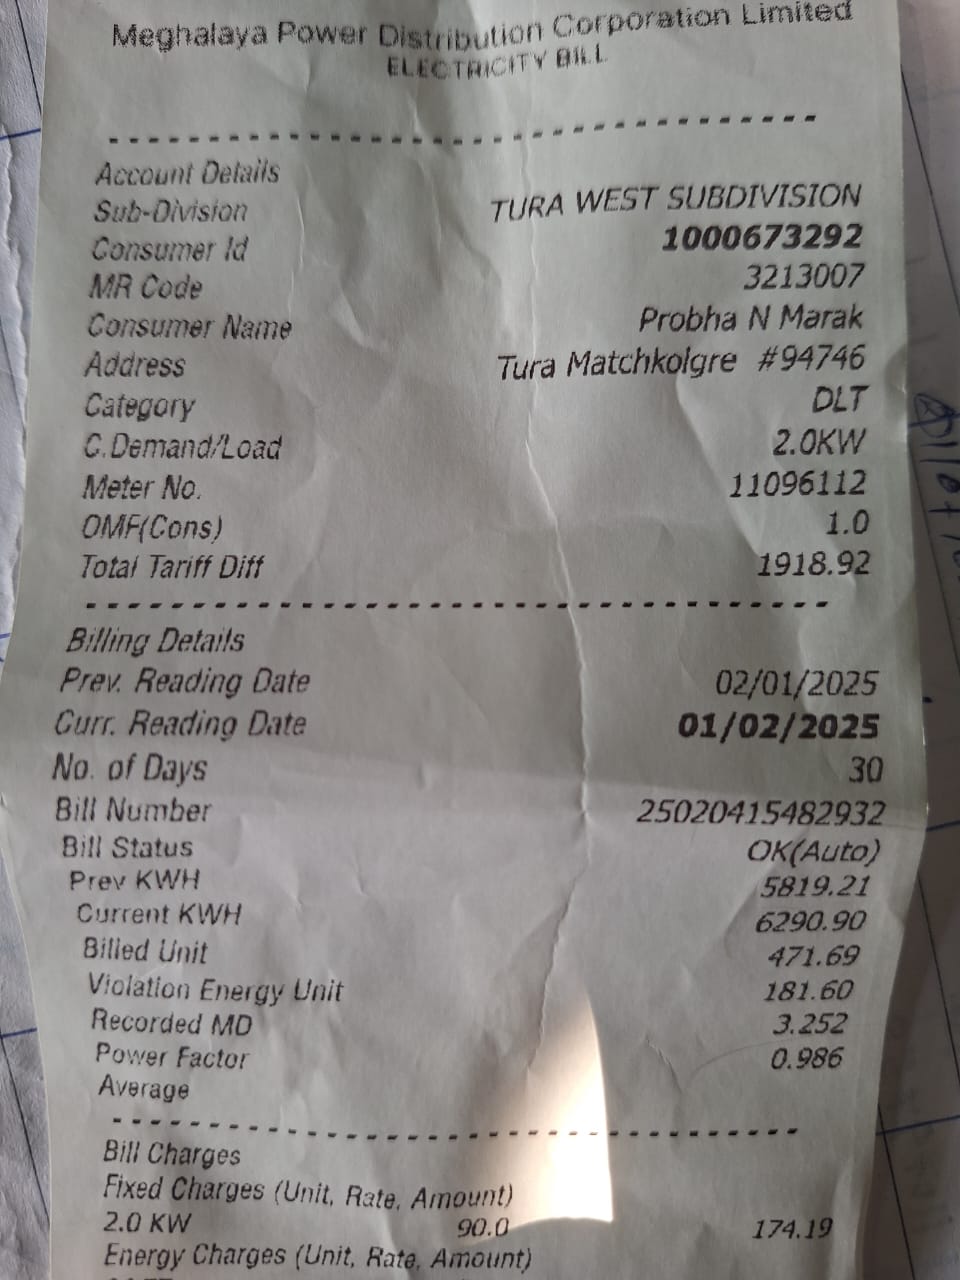 Meghalaya Power Distribution Corporation Limited
ELECTRICITY BILL
Account Details
Sub-Division TURA WEST SUBDIVISION
Consumer Id 1000673292
MR Code 3213007
Consumer Name Probha N Marak
Address Tura Matchkolgre #94746
Category DLT
C.Demand/Load 2.0KW
Meter No. 11096112
OMF(Cons) 1.0
Total Tariff Diff 1918.92
Billing Details
Prev. Reading Date 02/01/2025
Curr. Reading Date 01/02/2025
No. of Days 30
Bill Number 25020415482932
Bill Status OK(Auto)
Prev KWH 5819.21
Current KWH 6290.90
Billed Unit 471.69
Violation Energy Unit 181.60
Recorded MD 3.252
Power Factor 0.986
Average
Bill Charges
Fixed Charges (Unit, Rate, Amount)
2.0 KW 90.0 174.19
Energy Charges (Unit, Rate, Amount)